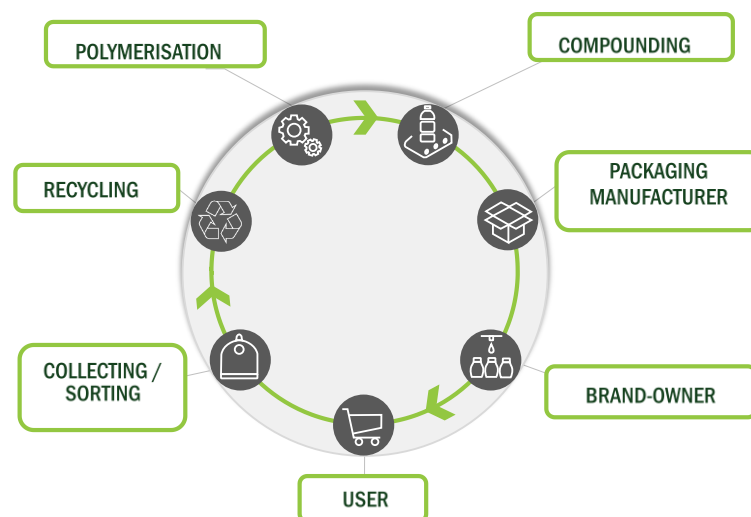 POLYMERISATION
COMPOUNDING
RECYCLING
PACKAGING
MANUFACTURER
COLLECTING /
SORTING
BRAND-OWNER
USER